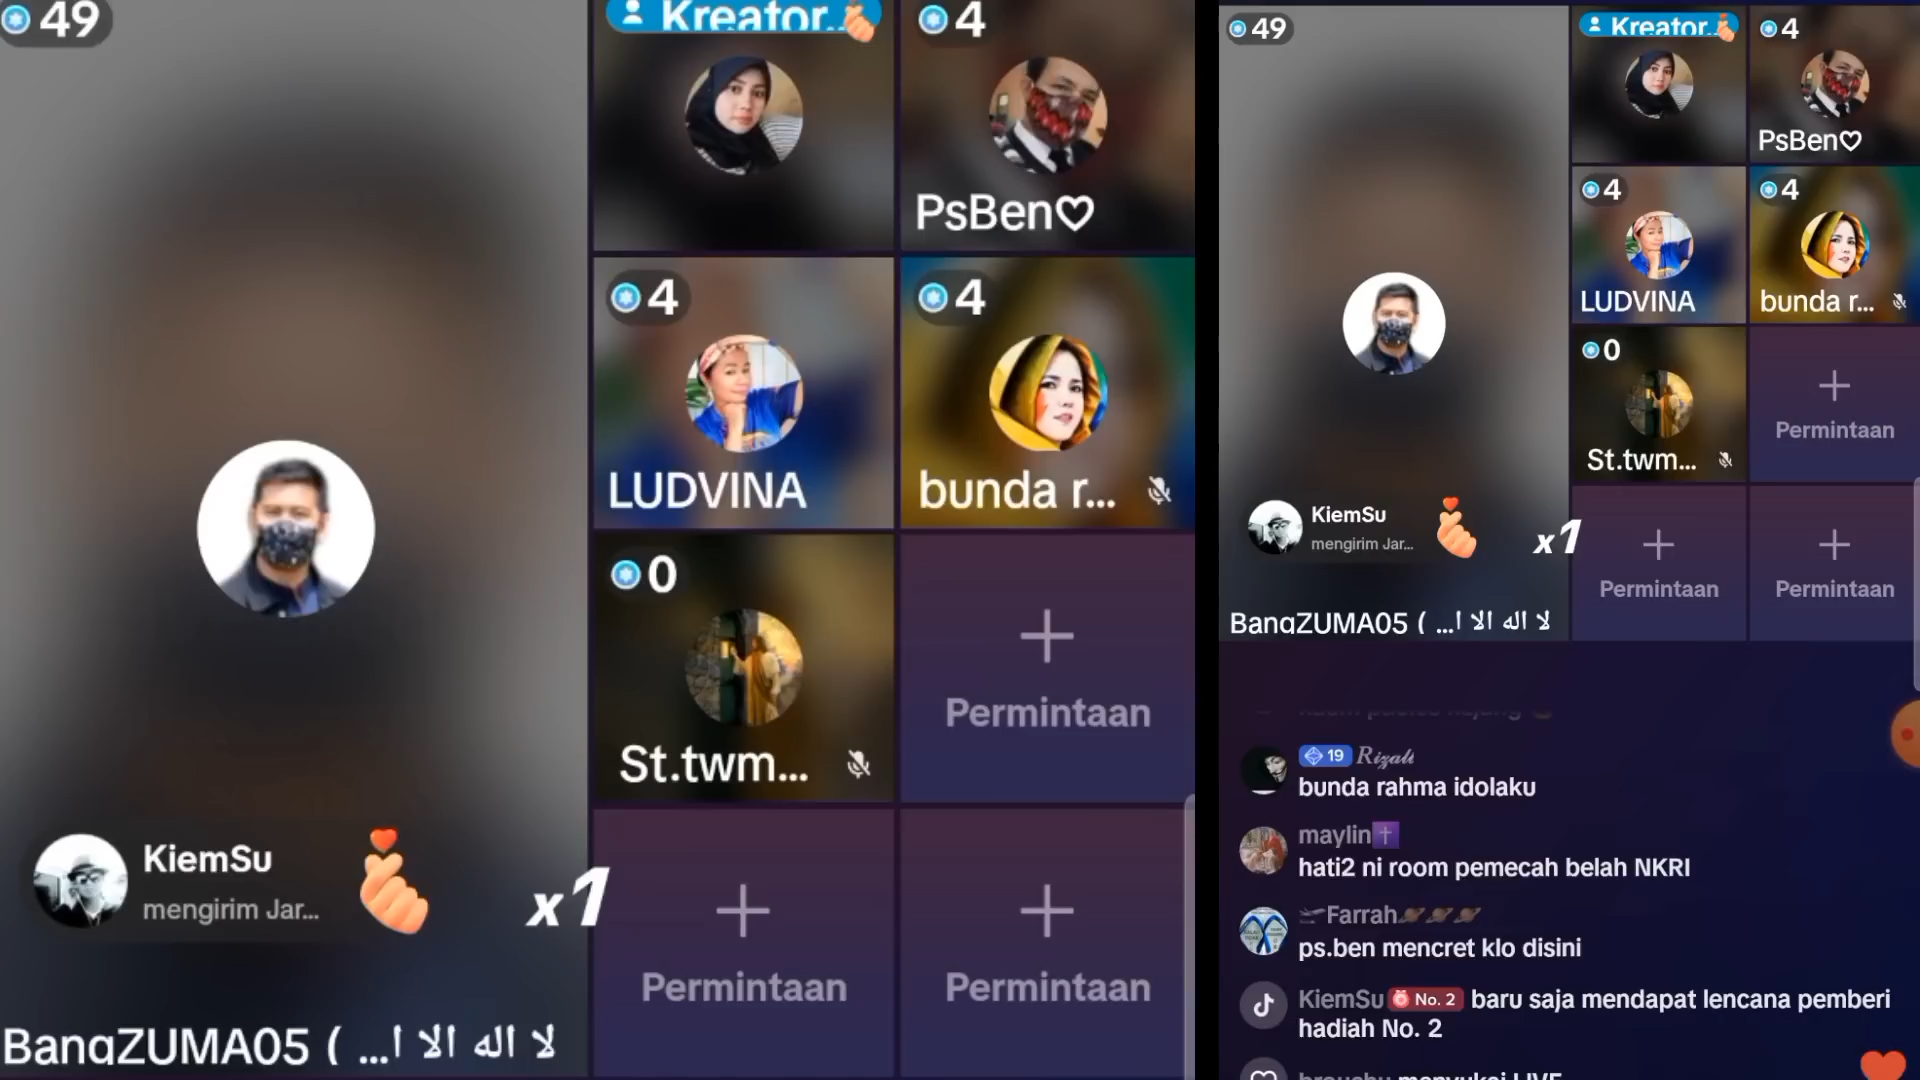 49
Kreator..
4
PsBen♡
4
LUDVINA
4
bunda r...
0
St.twm...
Permintaan
KiemSu
mengirim Jar...
x1
Permintaan
Permintaan
BangZUMA05 ( ...لا اله الا ا
49
Kreator..
4
PsBen♡
4
LUDVINA
4
bunda r...
0
St.twm...
Permintaan
KiemSu
mengirim Jar...
x1
Permintaan
Permintaan
BangZUMA05 ( ...لا اله الا ا
19 Rizali
bunda rahma idolaku
maylin✝️
hati2 ni room pemecah belah NKRI
Farrah🪐🪐🪐
ps.ben mencret klo disini
KiemSu No. 2 baru saja mendapat lencana pemberi
hadiah No. 2
menyukai LIVE